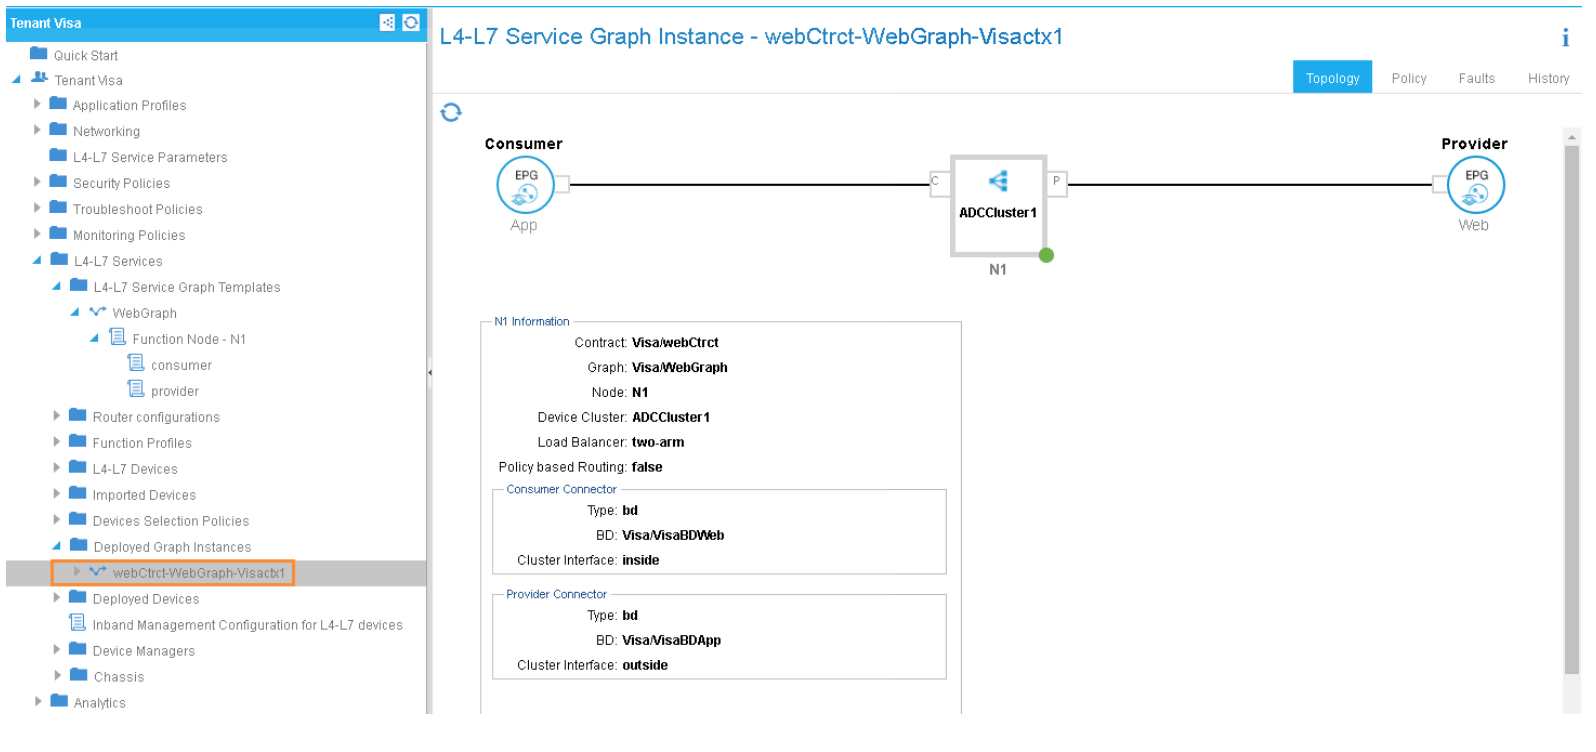 Tenant Visa
Quick Start
Tenant Visa
Application Profiles
Networking
L4-L7 Service Parameters
Security Policies
Troubleshoot Policies
Monitoring Policies
L4-L7 Services
L4-L7 Service Graph Templates
WebGraph
Function Node - N1
consumer
provider
Router configurations
Function Profiles
L4-L7 Devices
Imported Devices
Devices Selection Policies
Deployed Graph Instances
webCtrct-WebGraph-Visactx1
Deployed Devices
Inband Management Configuration for L4-L7 devices
Device Managers
Chassis
Analytics
L4-L7 Service Graph Instance - webCtrct-WebGraph-Visactx1
i
Topology Policy Faults History
Consumer Provider
EPG C ADCCluster1 P EPG
App Web
N1
N1 Information
Contract: Visa/webCtrct
Graph: Visa/WebGraph
Node: N1
Device Cluster: ADCCluster1
Load Balancer: two-arm
Policy based Routing: false
Consumer Connector
Type: bd
BD: Visa/VisaBDWeb
Cluster Interface: inside
Provider Connector
Type: bd
BD: Visa/VisaBDApp
Cluster Interface: outside